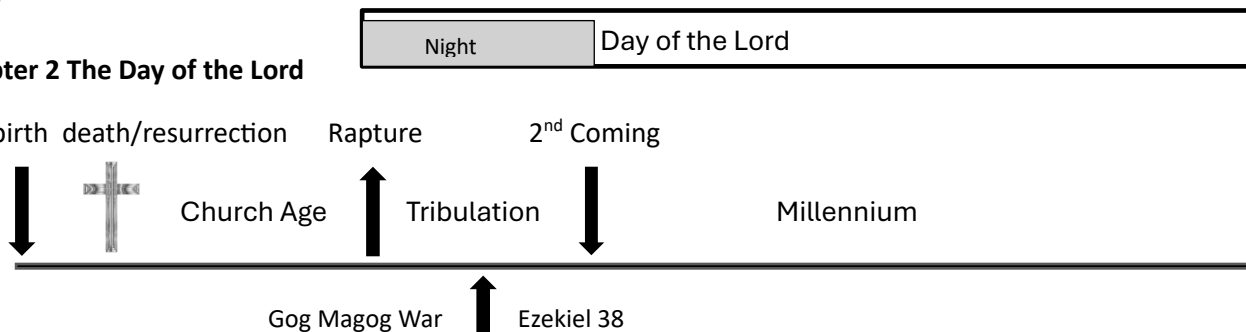 Night Day of the Lord
pter 2 The Day of the Lord
birth death/resurrection Rapture 2nd Coming
Church Age Tribulation Millennium
Gog Magog War Ezekiel 38